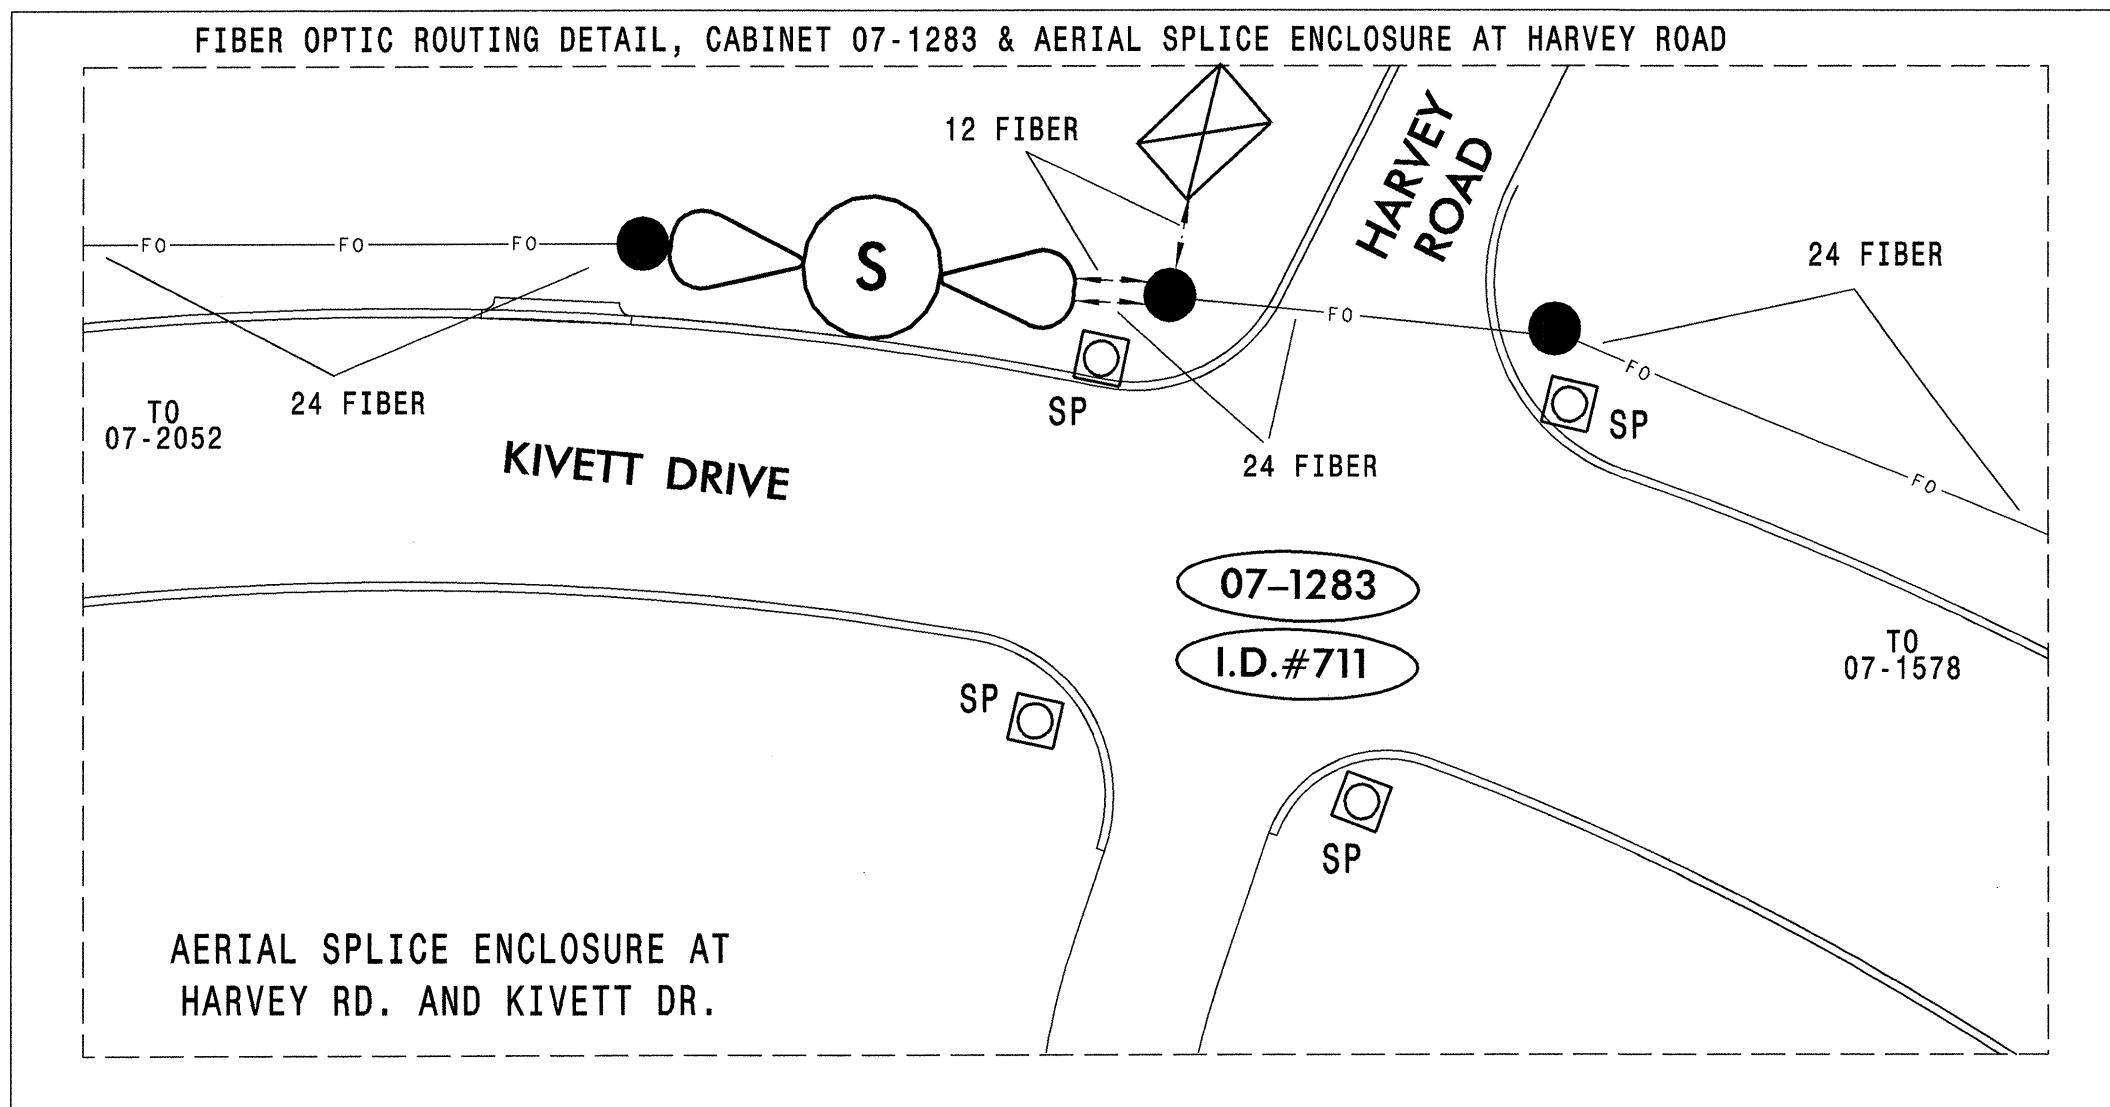 FIBER OPTIC ROUTING DETAIL, CABINET 07-1283 & AERIAL SPLICE ENCLOSURE AT HARVEY ROAD
12 FIBER
HARVEY
ROAD
S
FO
FO
FO
24 FIBER
FO
FO
24 FIBER
TO
07-2052
SP
SP
KIVETT DRIVE
24 FIBER
FO
07-1283
I.D.#711
TO
07-1578
SP
SP
AERIAL SPLICE ENCLOSURE AT
HARVEY RD. AND KIVETT DR.